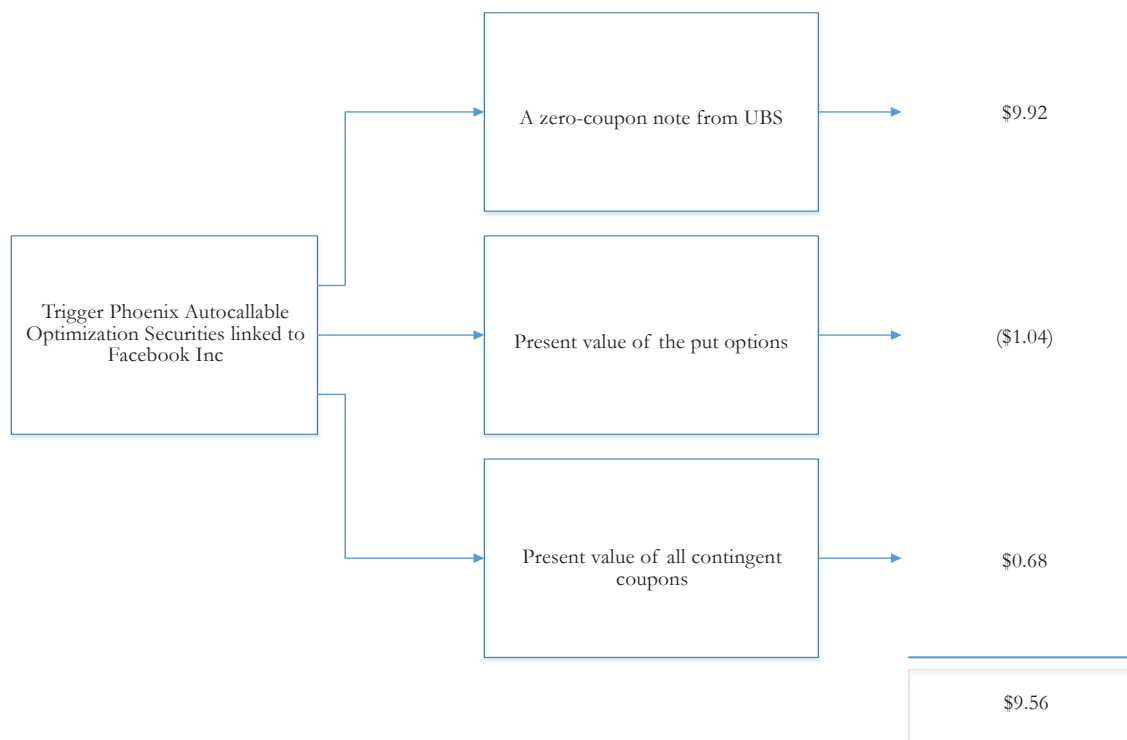 A zero-coupon note from UBS
$9.92
Trigger Phoenix Autocallable
Optimization Securities linked to
Facebook Inc
Present value of the put options
($1.04)
Present value of all contingent
coupons
$0.68
$9.56